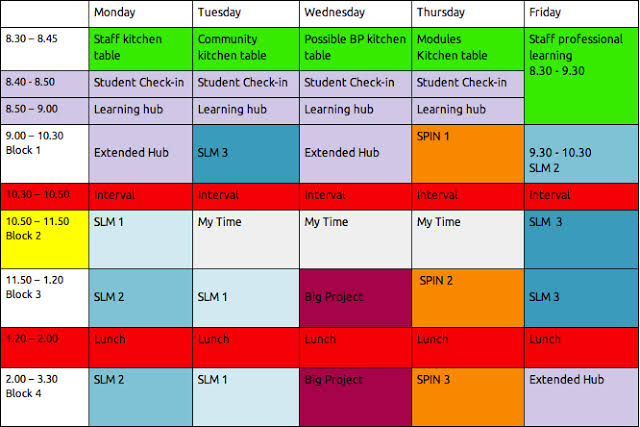 Monday Tuesday Wednesday Thursday Friday
8.30 – 8.45 Staff kitchen table Community kitchen table Possible BP kitchen table Modules Kitchen table Staff professional learning 8.30 - 9.30
8.40 - 8.50 Student Check-in Student Check-in Student Check-in Student Check-in
8.50 – 9.00 Learning hub Learning hub Learning hub Learning hub
9.00 – 10.30 Block 1 Extended Hub SLM 3 Extended Hub SPIN 1 9.30 - 10.30 SLM 2
10.30 – 10.50 Interval Interval Interval Interval Interval
10.50 – 11.50 Block 2 SLM 1 My Time My Time My Time SLM 3
11.50 – 1.20 Block 3 SLM 2 SLM 1 Big Project SPIN 2 SLM 3
1.20 – 2.00 Lunch Lunch Lunch Lunch Lunch
2.00 – 3.30 Block 4 SLM 2 SLM 1 Big Project SPIN 3 Extended Hub